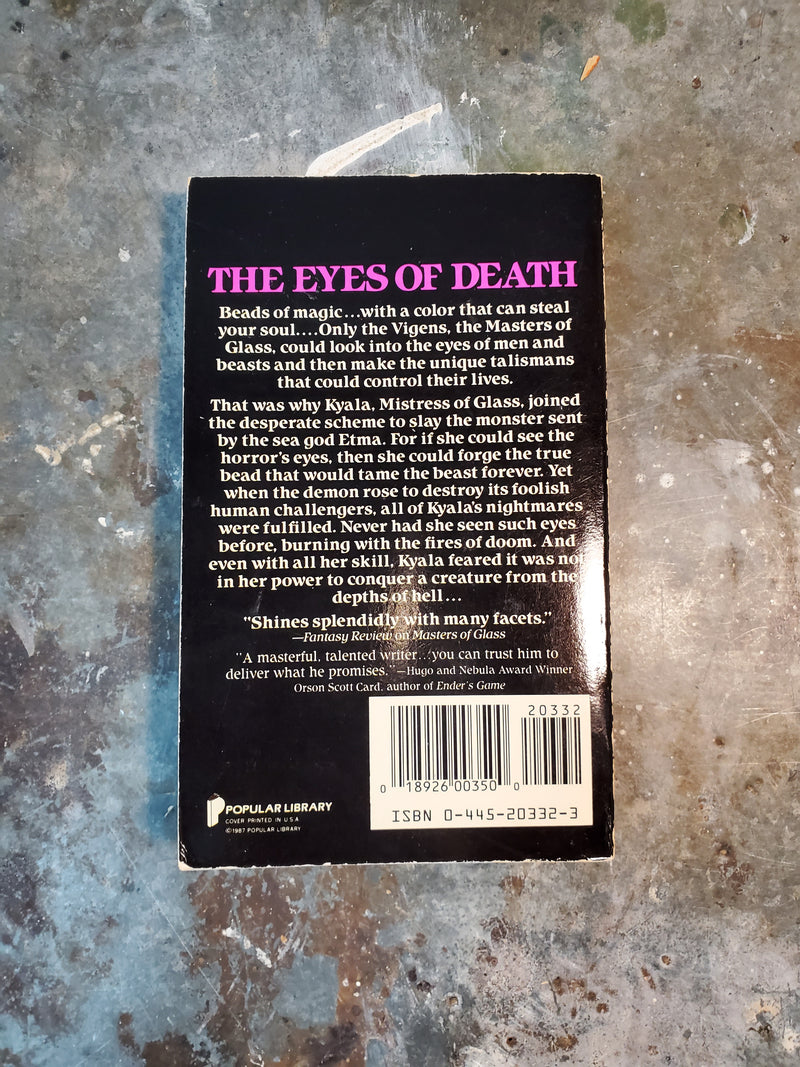 THE EYES OF DEATH
Beads of magic...with a color that can steal
your soul....Only the Vigens, the Masters of
Glass, could look into the eyes of men and
beasts and then make the unique talismans
that could control their lives.
That was why Kyala, Mistress of Glass, joined
the desperate scheme to slay the monster sent
by the sea god Etma. For if she could see the
horror's eyes, then she could forge the true
bead that would tame the beast forever. Yet
when the demon rose to destroy its foolish
human challengers, all of Kyala's nightmares
were fulfilled. Never had she seen such eyes
before, burning with the fires of doom. And
even with all her skill, Kyala feared it was not
in her power to conquer a creature from the
depths of hell...
"Shines splendidly with many facets."
—Fantasy Review on Masters of Glass
"A masterful, talented writer...you can trust him to
deliver what he promises."—Hugo and Nebula Award Winner
Orson Scott Card, author of Ender's Game
20332
0 18926 00350 0
ISBN 0-445-20332-3
POPULAR LIBRARY
COVER PRINTED IN U.S.A.
©1987 POPULAR LIBRARY